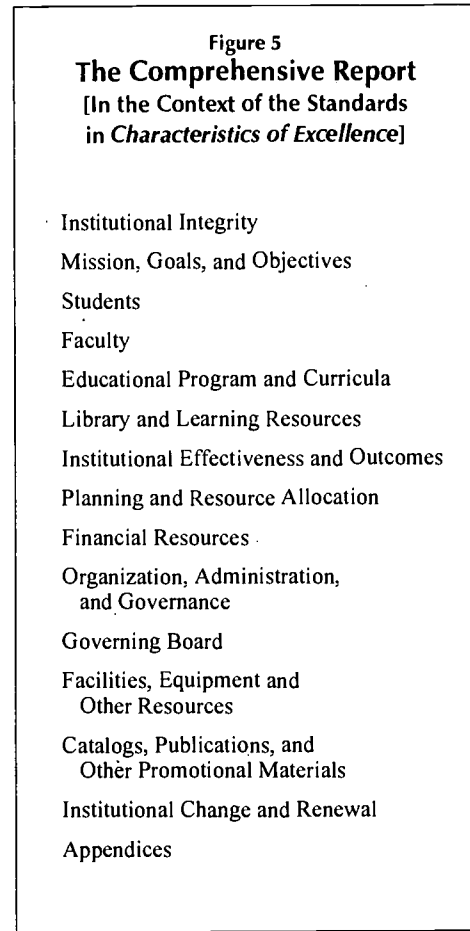 Figure 5
The Comprehensive Report
[In the Context of the Standards
in Characteristics of Excellence]
Institutional Integrity
Mission, Goals, and Objectives
Students
Faculty
Educational Program and Curricula
Library and Learning Resources
Institutional Effectiveness and Outcomes
Planning and Resource Allocation
Financial Resources
Organization, Administration,
and Governance
Governing Board
Facilities, Equipment and
Other Resources
Catalogs, Publications, and
Other Promotional Materials
Institutional Change and Renewal
Appendices